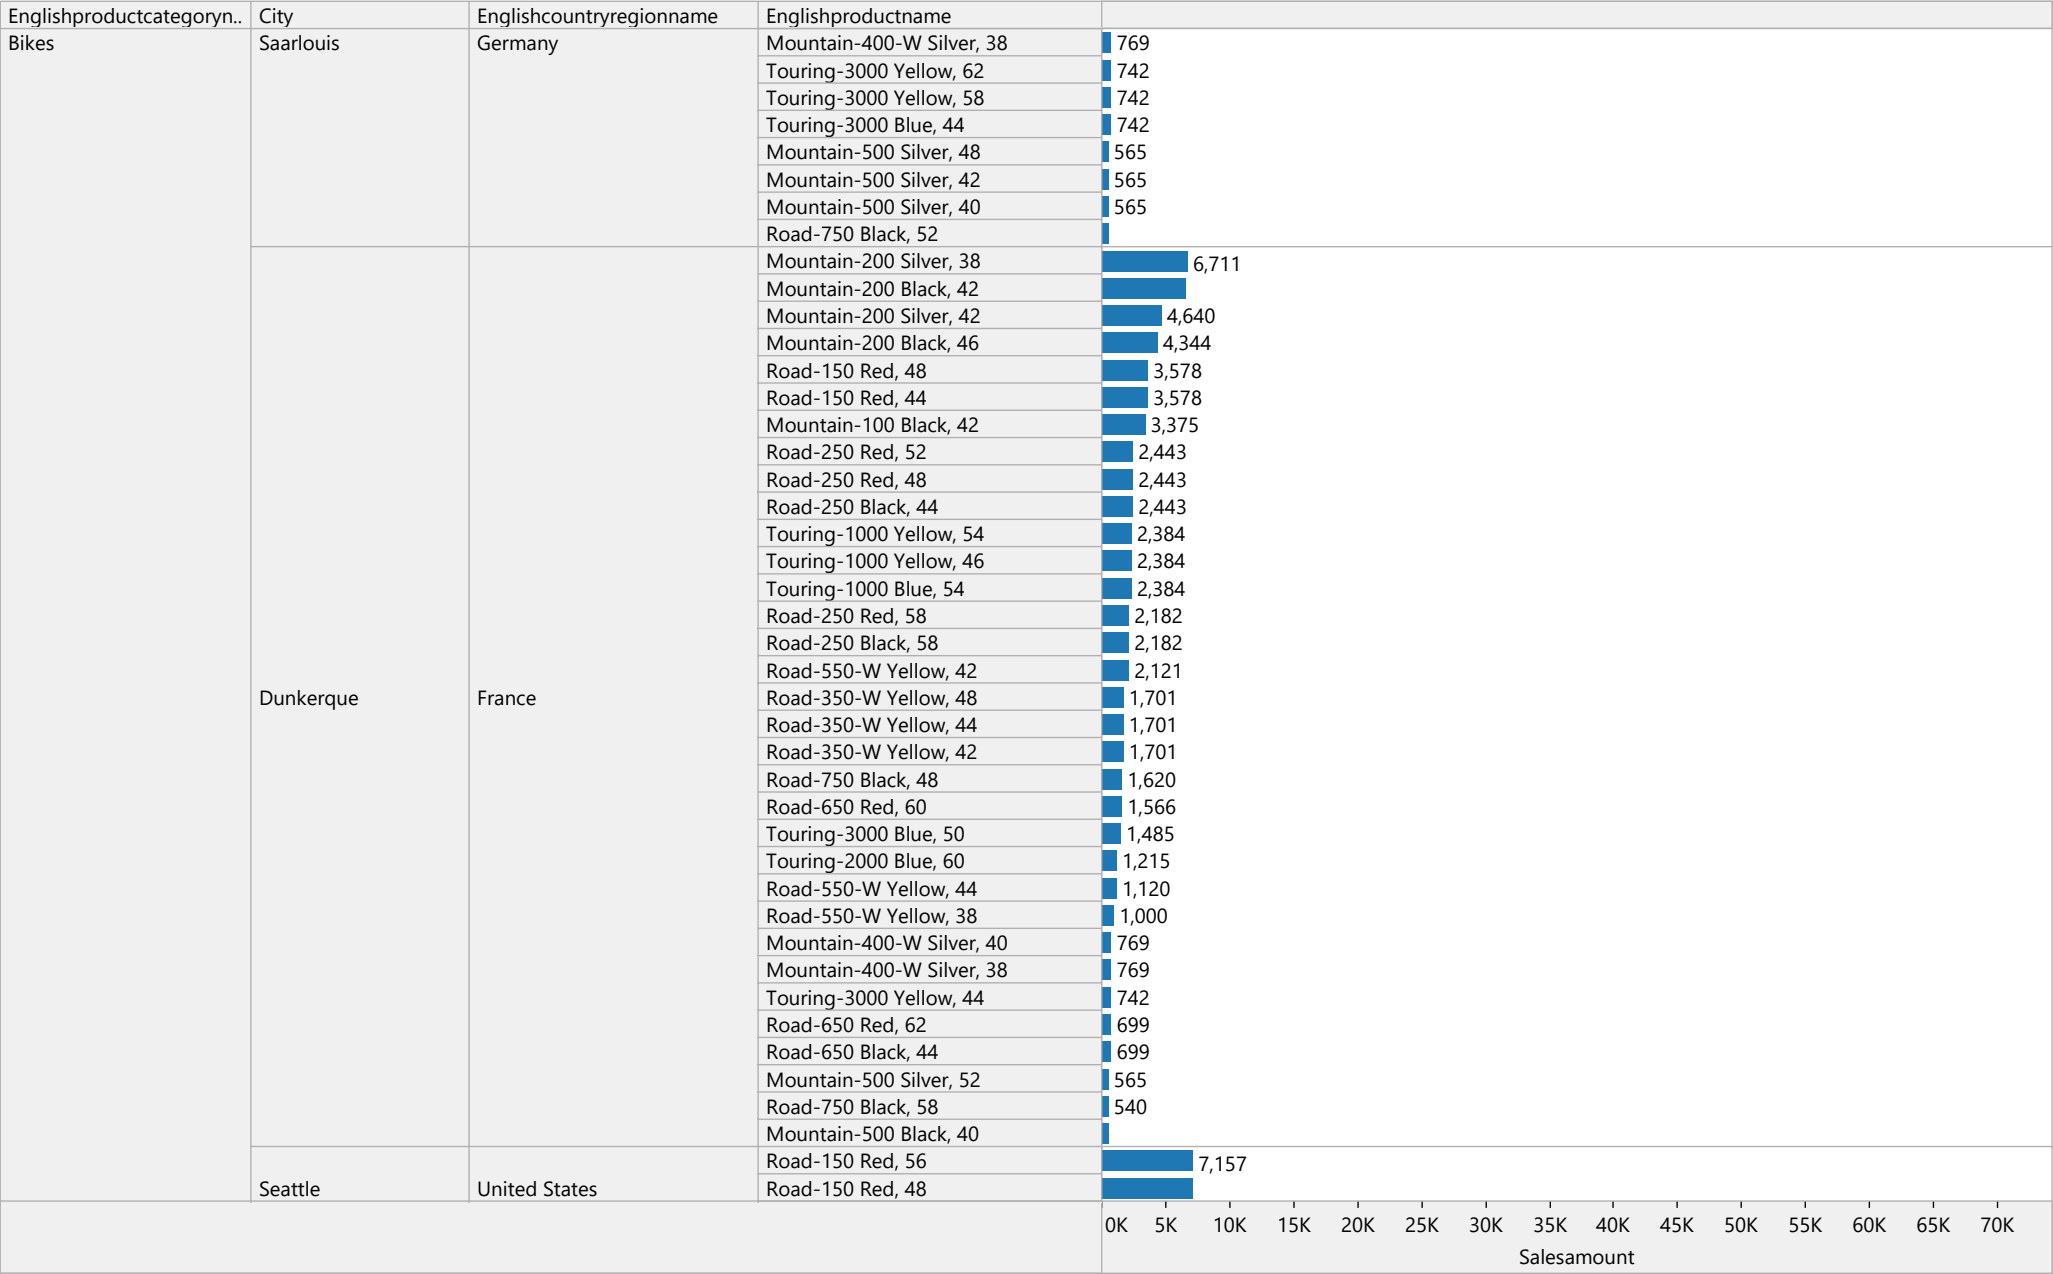 Englishproductcategoryn.. City Englishcountryregionname Englishproductname
Bikes Saarlouis Germany Mountain-400-W Silver, 38 769
Touring-3000 Yellow, 62 742
Touring-3000 Yellow, 58 742
Touring-3000 Blue, 44 742
Mountain-500 Silver, 48 565
Mountain-500 Silver, 42 565
Mountain-500 Silver, 40 565
Road-750 Black, 52
Mountain-200 Silver, 38 6,711
Mountain-200 Black, 42
Mountain-200 Silver, 42 4,640
Mountain-200 Black, 46 4,344
Road-150 Red, 48 3,578
Road-150 Red, 44 3,578
Mountain-100 Black, 42 3,375
Road-250 Red, 52 2,443
Road-250 Red, 48 2,443
Road-250 Black, 44 2,443
Touring-1000 Yellow, 54 2,384
Touring-1000 Yellow, 46 2,384
Touring-1000 Blue, 54 2,384
Road-250 Red, 58 2,182
Road-250 Black, 58 2,182
Road-550-W Yellow, 42 2,121
Dunkerque France Road-350-W Yellow, 48 1,701
Road-350-W Yellow, 44 1,701
Road-350-W Yellow, 42 1,701
Road-750 Black, 48 1,620
Road-650 Red, 60 1,566
Touring-3000 Blue, 50 1,485
Touring-2000 Blue, 60 1,215
Road-550-W Yellow, 44 1,120
Road-550-W Yellow, 38 1,000
Mountain-400-W Silver, 40 769
Mountain-400-W Silver, 38 769
Touring-3000 Yellow, 44 742
Road-650 Red, 62 699
Road-650 Black, 44 699
Mountain-500 Silver, 52 565
Road-750 Black, 58 540
Mountain-500 Black, 40
Road-150 Red, 56 7,157
Seattle United States Road-150 Red, 48
0K 5K 10K 15K 20K 25K 30K 35K 40K 45K 50K 55K 60K 65K 70K
Salesamount